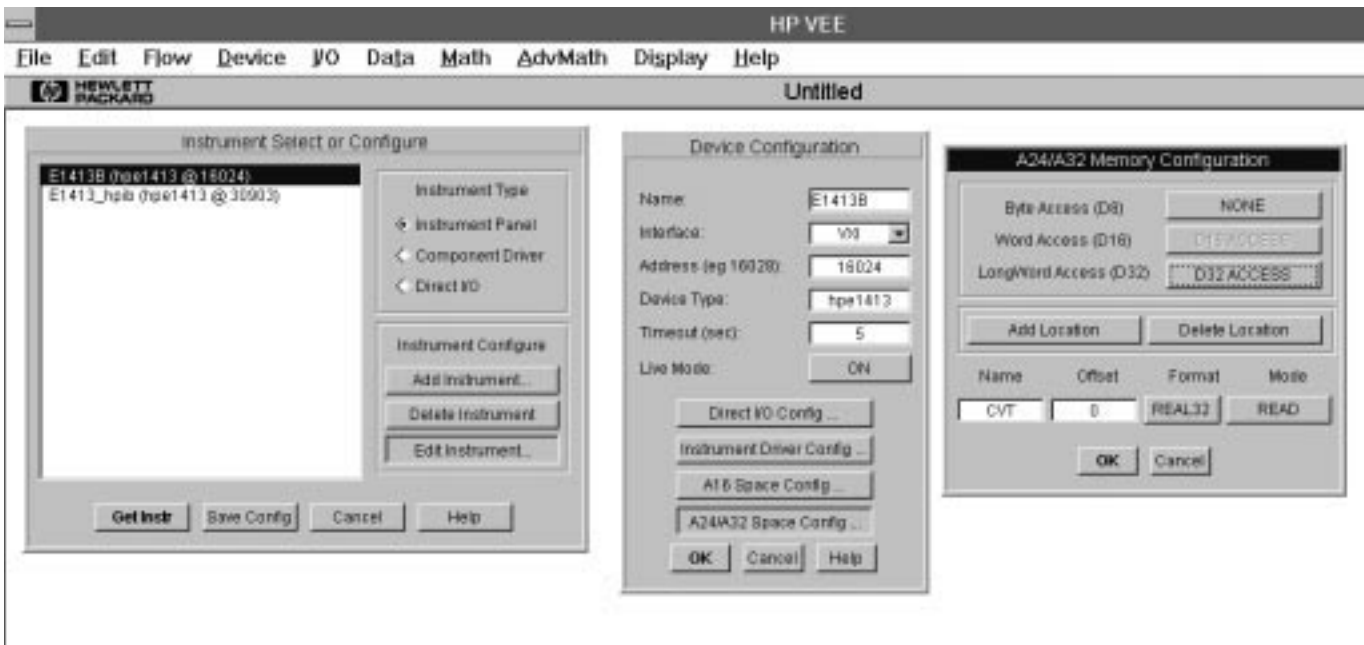 HP VEE
File Edit Flow Device I/O Data Math AdvMath Display Help
HEWLETT
PACKARD
Untitled
Instrument Select or Configure
E1413B (hpe1413 @ 16024)
E1413_hpib (hpe1413 @ 30903)
Instrument Type
Instrument Panel
Component Driver
Direct I/O
Instrument Configure
Add Instrument...
Delete Instrument
Edit Instrument...
Get Instr Save Config Cancel Help
Device Configuration
Name: E1413B
Interface: VXI
Address (eg 16028): 16024
Device Type: hpe1413
Timeout (sec): 5
Live Mode: ON
Direct I/O Config ...
Instrument Driver Config ...
A16 Space Config ...
A24/A32 Space Config ...
OK Cancel Help
A24/A32 Memory Configuration
Byte Access (D8) NONE
Word Access (D16) D16 ACCESS
LongWord Access (D32) D32 ACCESS
Add Location Delete Location
Name Offset Format Mode
CVT 0 REAL32 READ
OK Cancel